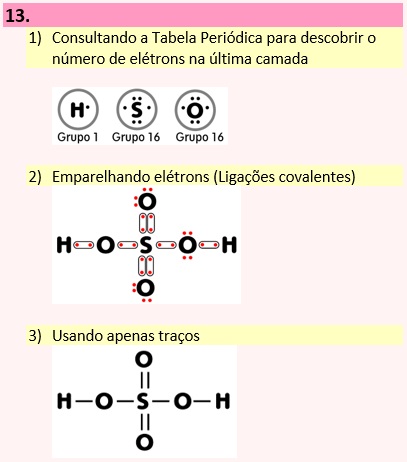 13.
1) Consultando a Tabela Periódica para descobrir o
número de elétrons na última camada
H S O
Grupo 1 Grupo 16 Grupo 16
2) Emparelhando elétrons (Ligações covalentes)
O
H O S O H
O
3) Usando apenas traços
O
||
H—O—S—O—H
||
O